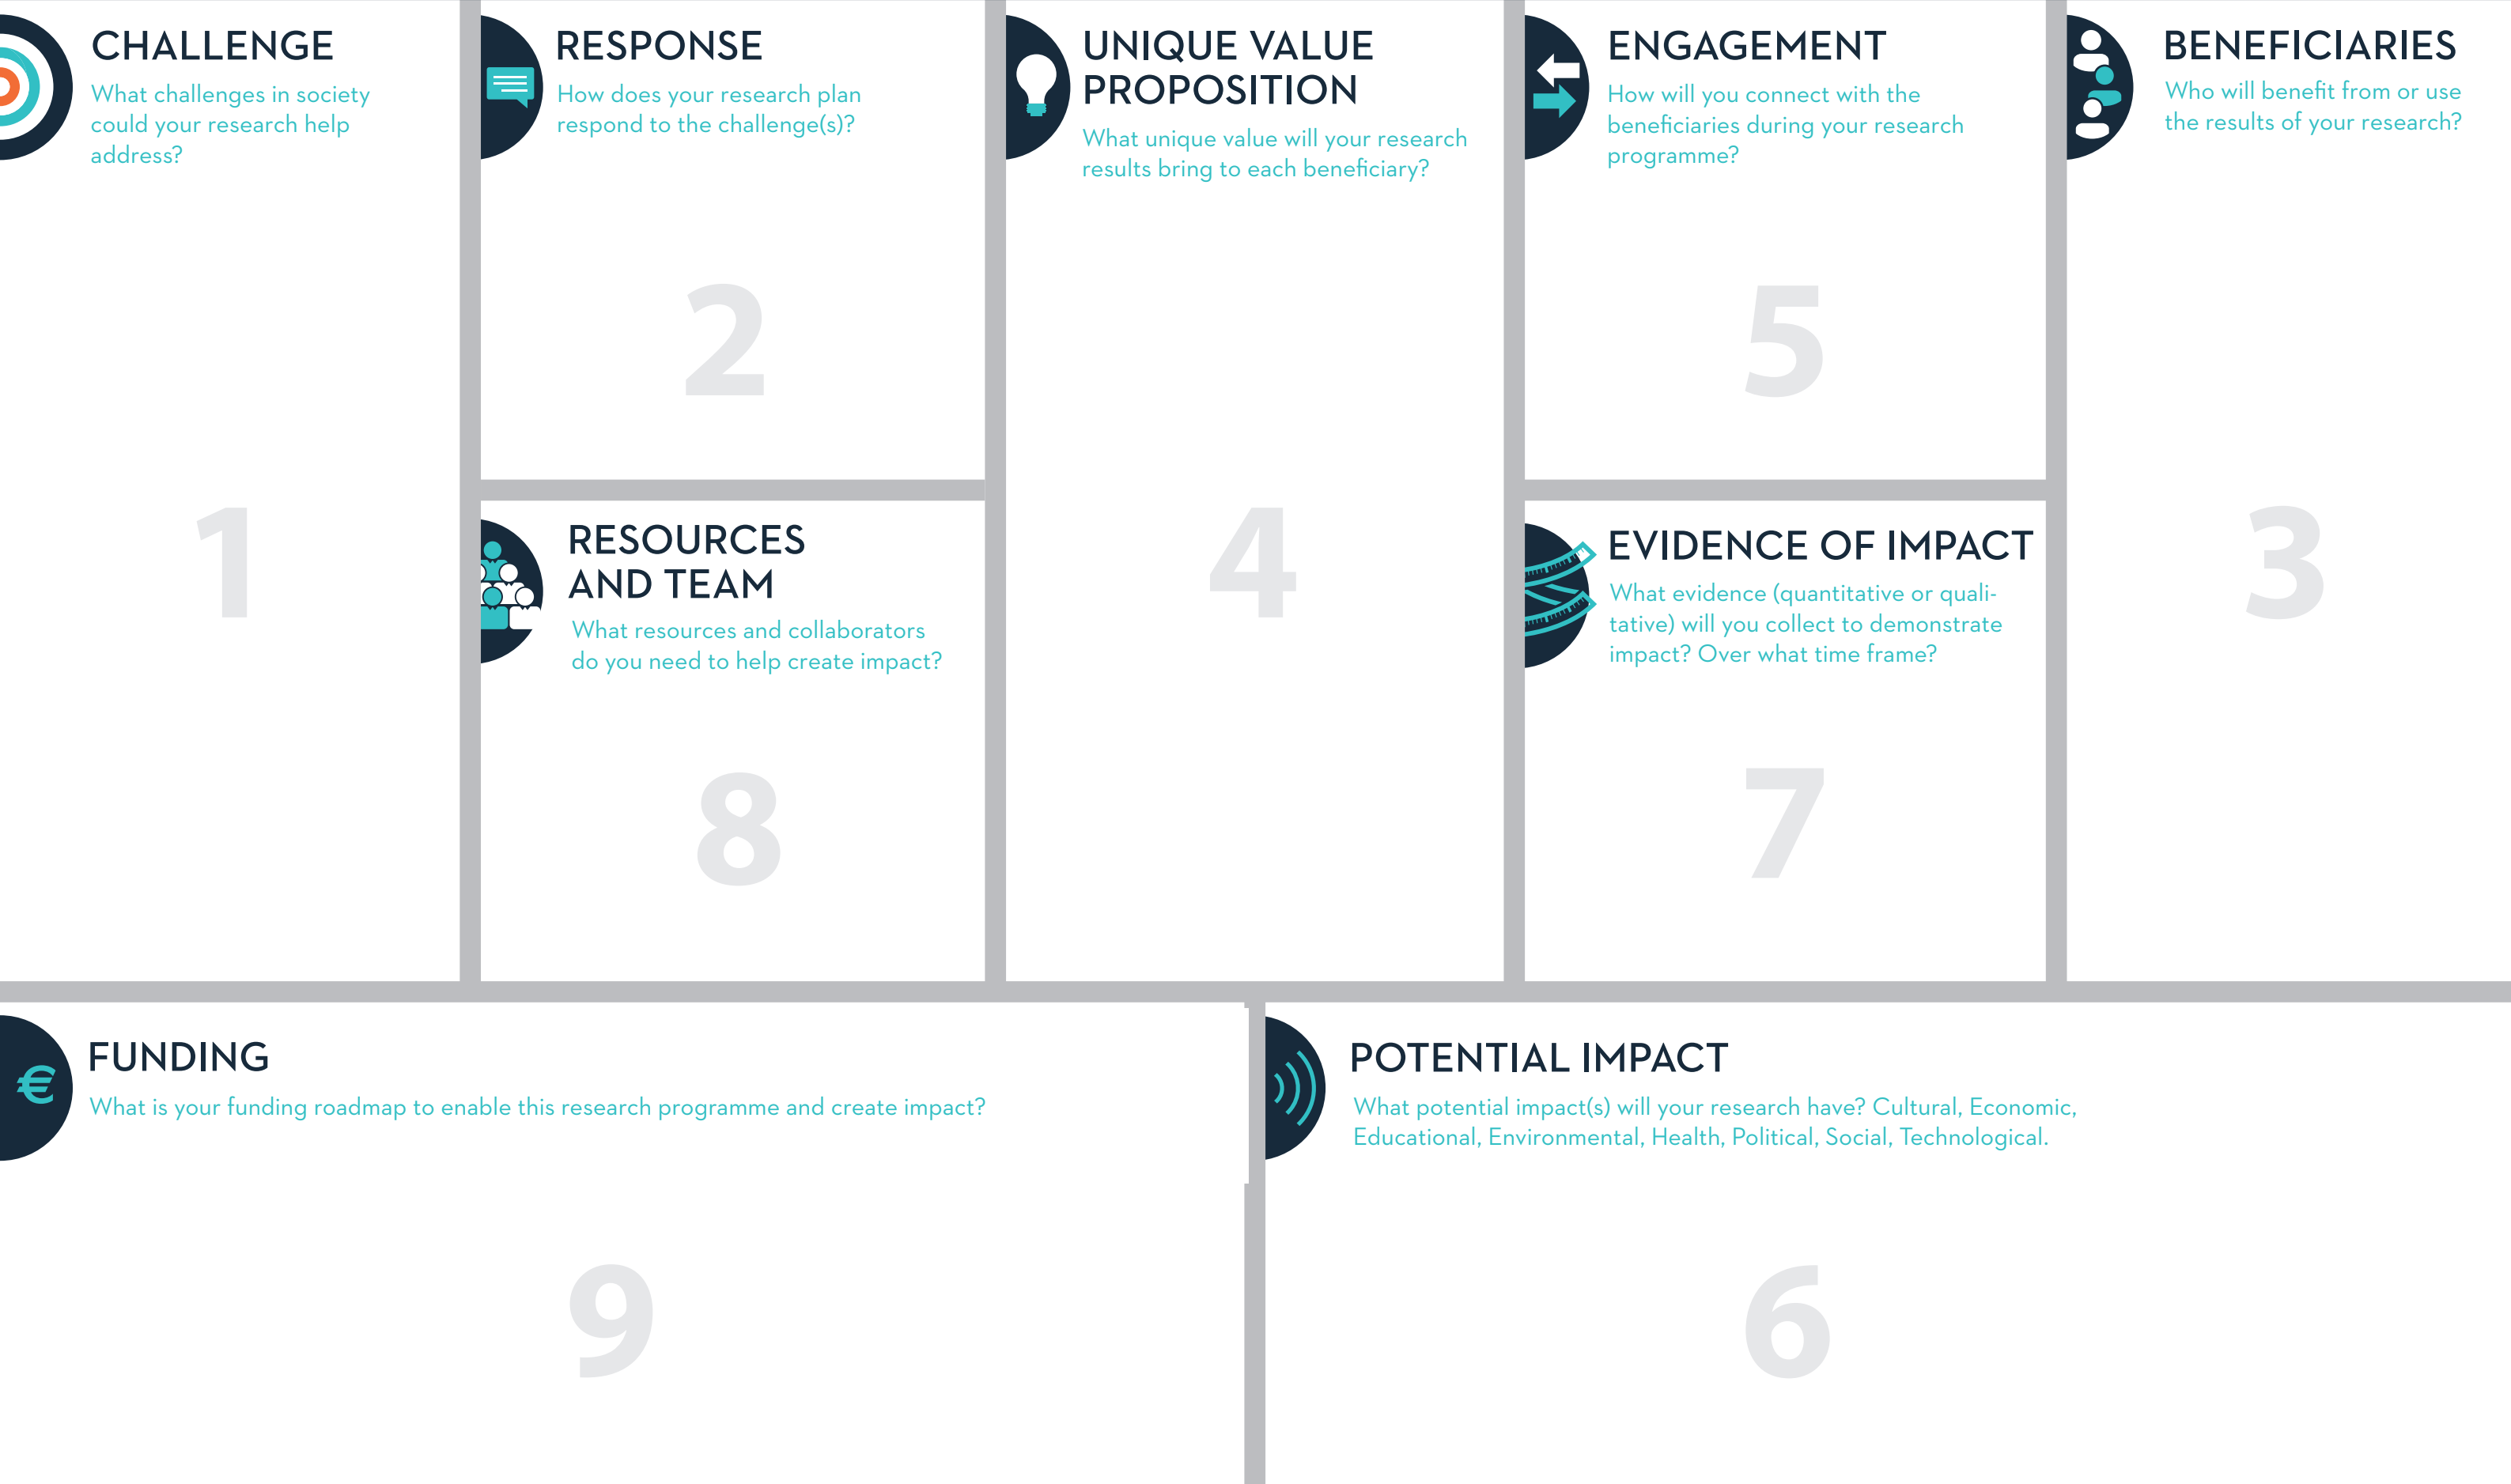 CHALLENGE
What challenges in society
could your research help
address?
1
RESPONSE
How does your research plan
respond to the challenge(s)?
2
RESOURCES
AND TEAM
What resources and collaborators
do you need to help create impact?
8
UNIQUE VALUE
PROPOSITION
What unique value will your research
results bring to each beneficiary?
4
ENGAGEMENT
How will you connect with the
beneficiaries during your research
programme?
5
EVIDENCE OF IMPACT
What evidence (quantitative or quali-
tative) will you collect to demonstrate
impact? Over what time frame?
7
BENEFICIARIES
Who will benefit from or use
the results of your research?
3
€
FUNDING
What is your funding roadmap to enable this research programme and create impact?
9
POTENTIAL IMPACT
What potential impact(s) will your research have? Cultural, Economic,
Educational, Environmental, Health, Political, Social, Technological.
6